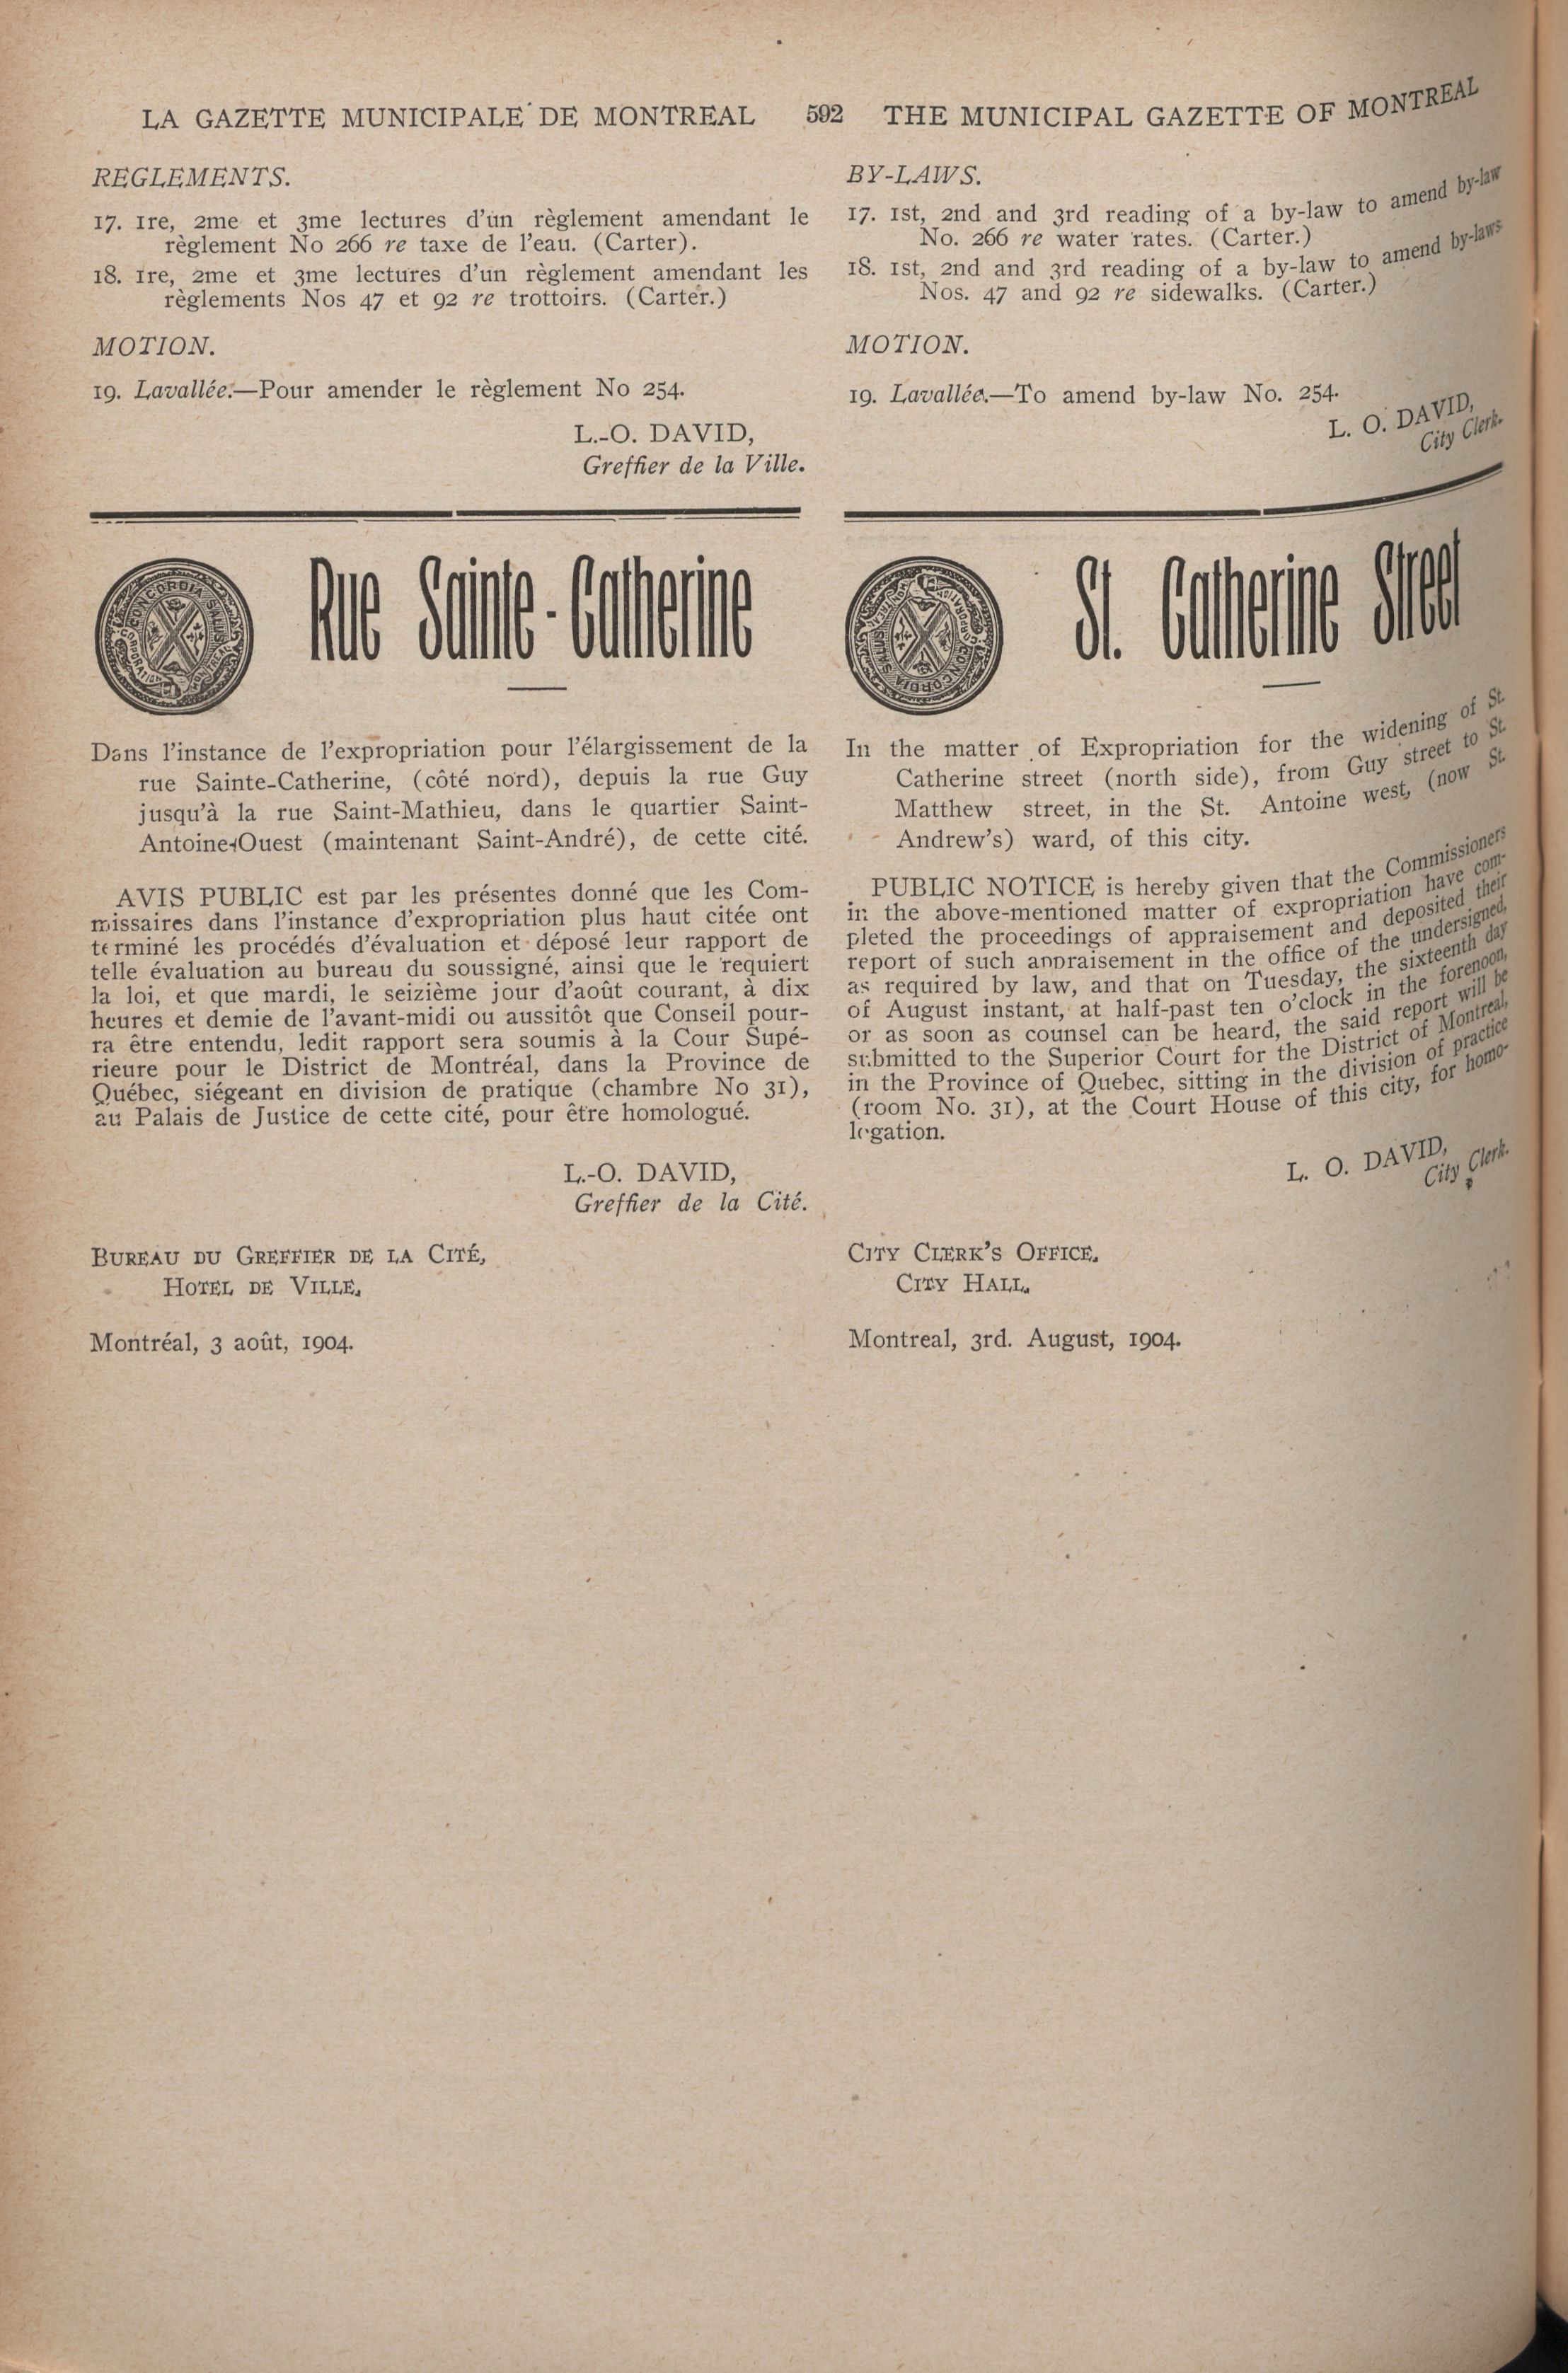 LA GAZETTE MUNICIPALE DE MONTREAL 592 THE MUNICIPAL GAZETTE OF MONTREAL
REGLEMENTS.
17. 1re, 2me et 3me lectures d'un règlement amendant le
règlement No 266 re taxe de l'eau. (Carter).
18. 1re, 2me et 3me lectures d'un règlement amendant les
règlements Nos 47 et 92 re trottoirs. (Carter.)
MOTION.
19. Lavallée.—Pour amender le règlement No 254.
L.-O. DAVID,
Greffier de la Ville.
CONCORDIA SALUS
CORPORATION MONTREAL
Rue Sainte-Catherine
Dans l'instance de l'expropriation pour l'élargissement de la
rue Sainte-Catherine, (côté nord), depuis la rue Guy
jusqu'à la rue Saint-Mathieu, dans le quartier Saint-
Antoine-Ouest (maintenant Saint-André), de cette cité.
AVIS PUBLIC est par les présentes donné que les Com-
missaires dans l'instance d'expropriation plus haut citée ont
terminé les procédés d'évaluation et déposé leur rapport de
telle évaluation au bureau du soussigné, ainsi que le requiert
la loi, et que mardi, le seizième jour d'août courant, à dix
heures et demie de l'avant-midi ou aussitôt que Conseil pour-
ra être entendu, ledit rapport sera soumis à la Cour Supé-
rieure pour le District de Montréal, dans la Province de
Québec, siégeant en division de pratique (chambre No 31),
au Palais de Justice de cette cité, pour être homologué.
L.-O. DAVID,
Greffier de la Cité.
BUREAU DU GREFFIER DE LA CITÉ,
HOTEL DE VILLE,
Montréal, 3 août, 1904.
BY-LAWS.
17. 1st, 2nd and 3rd reading of a by-law to amend by-law
No. 266 re water rates. (Carter.)
18. 1st, 2nd and 3rd reading of a by-law to amend by-laws
Nos. 47 and 92 re sidewalks. (Carter.)
MOTION.
19. Lavallée.—To amend by-law No. 254.
L. O. DAVID,
City Clerk.
CONCORDIA SALUS
CORPORATION
St. Catherine Street
In the matter of Expropriation for the widening of St.
Catherine street (north side), from Guy street to St.
Matthew street, in the St. Antoine west, (now St.
Andrew's) ward, of this city.
PUBLIC NOTICE is hereby given that the Commissioners
in the above-mentioned matter of expropriation have com-
pleted the proceedings of appraisement and deposited their
report of such appraisement in the office of the undersigned,
as required by law, and that on Tuesday, the sixteenth day
of August instant, at half-past ten o'clock in the forenoon,
or as soon as counsel can be heard, the said report will be
submitted to the Superior Court for the District of Montreal,
in the Province of Quebec, sitting in the division of practice
(room No. 31), at the Court House of this city, for homo-
logation.
L. O. DAVID,
City Clerk.
CITY CLERK'S OFFICE,
CITY HALL,
Montreal, 3rd. August, 1904.